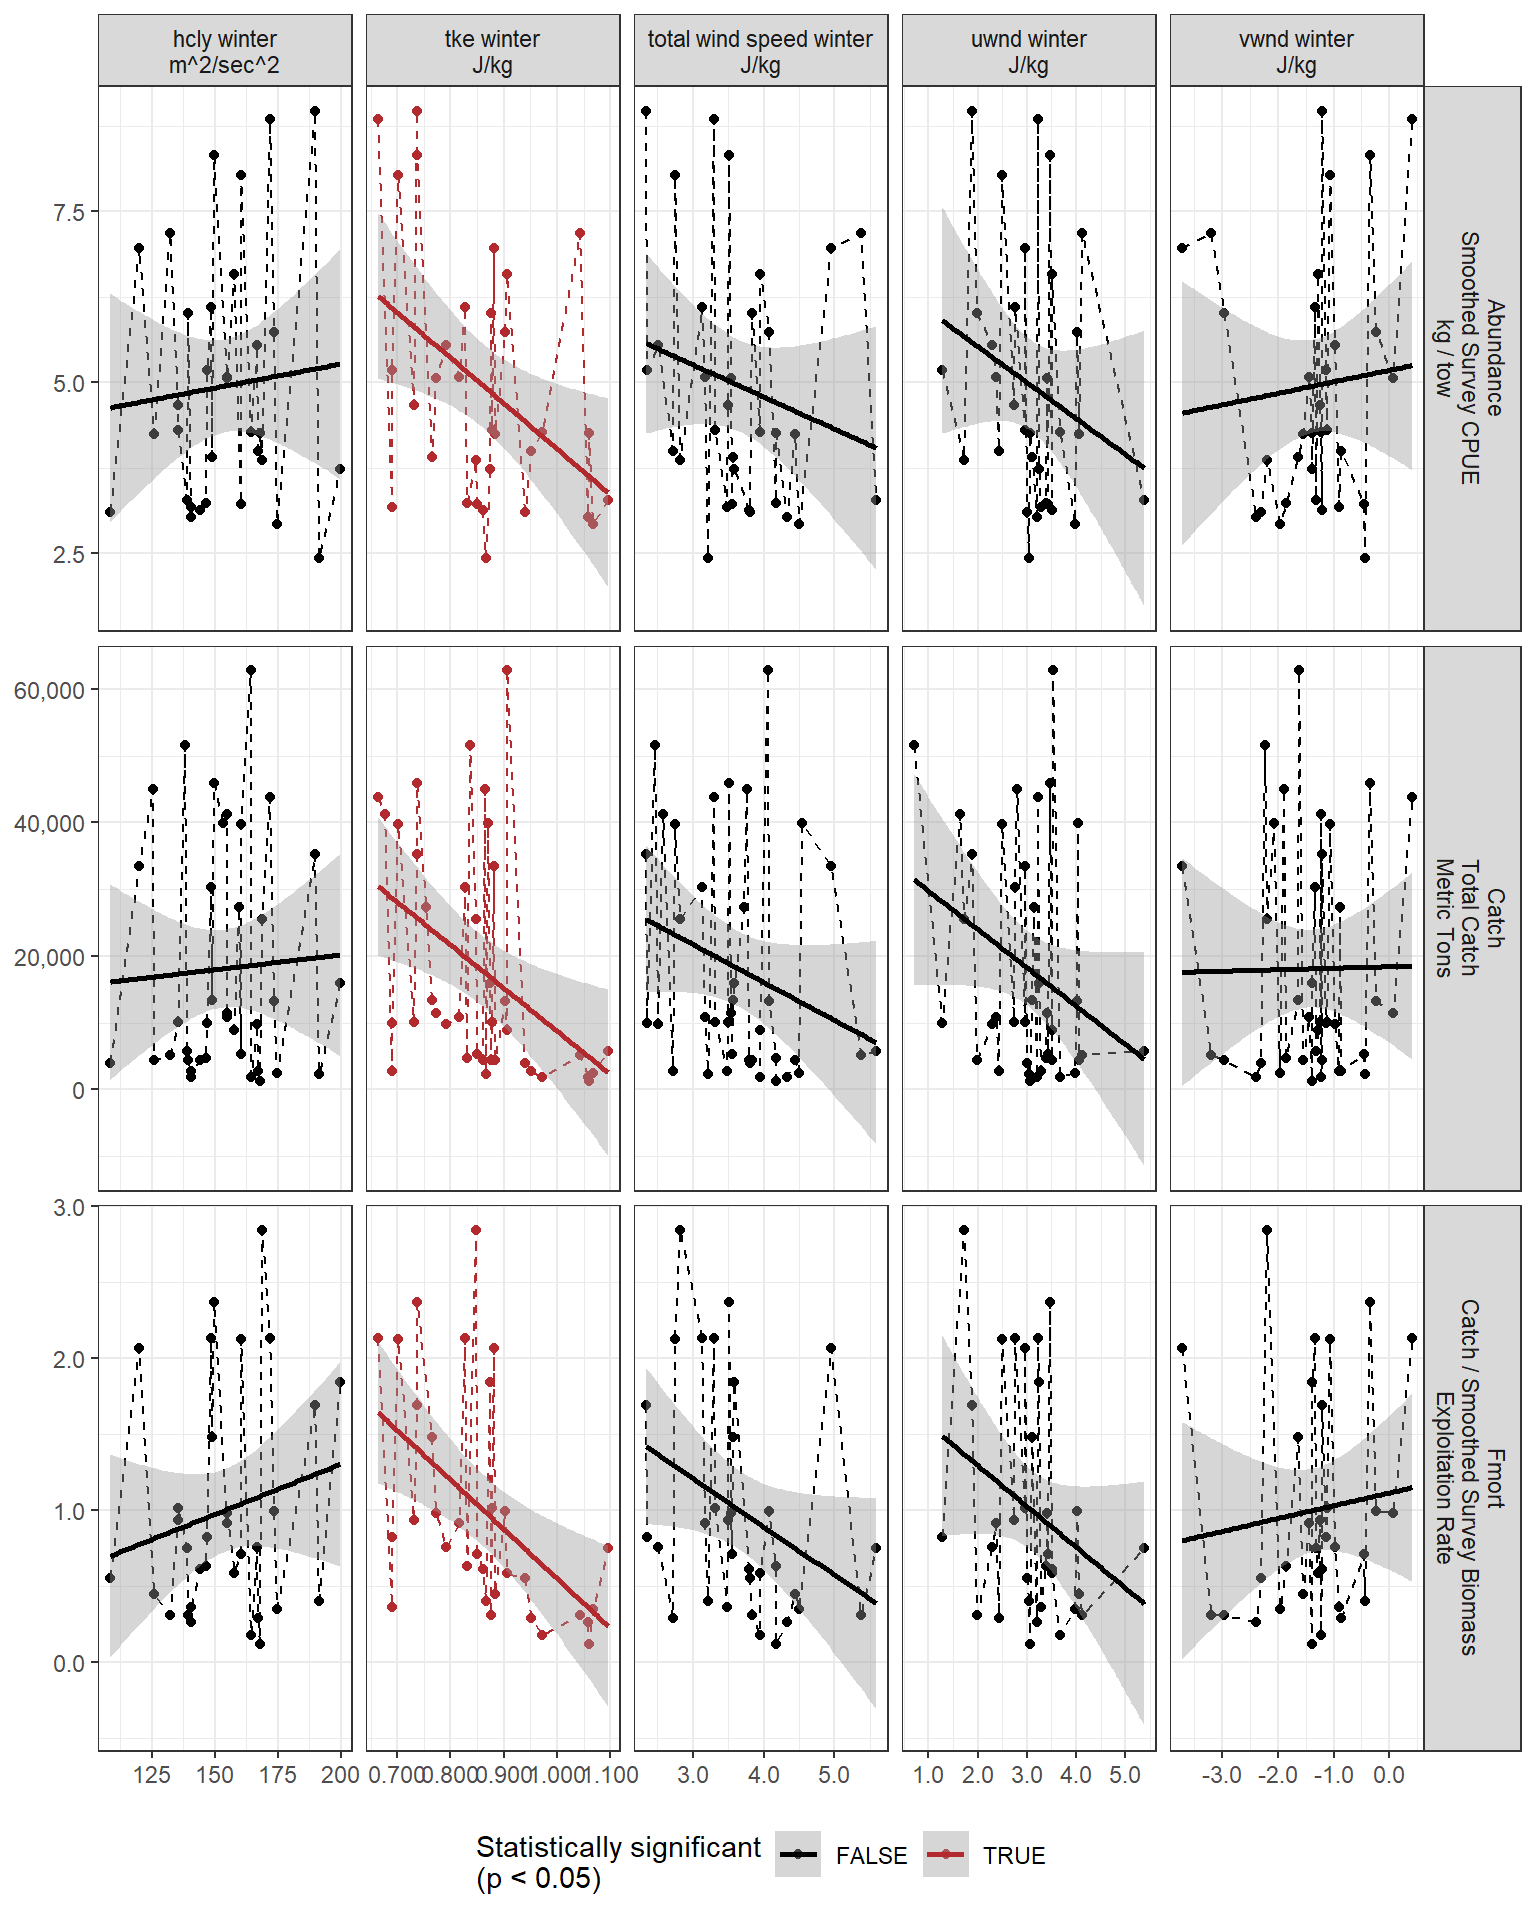 hcly winter
m^2/sec^2
tke winter
J/kg
total wind speed winter
J/kg
uwnd winter
J/kg
vwnd winter
J/kg
7.5
5.0
2.5
Abundance
Smoothed Survey CPUE
kg / tow
60,000
40,000
20,000
0
Catch
Total Catch
Metric Tons
3.0
2.0
1.0
0.0
Fmort
Catch / Smoothed Survey Biomass
Exploitation Rate
125 150 175 200
0.700 0.800 0.900 1.000 1.100
3.0 4.0 5.0
1.0 2.0 3.0 4.0 5.0
-3.0 -2.0 -1.0 0.0
Statistically significant
(p < 0.05)
FALSE
TRUE